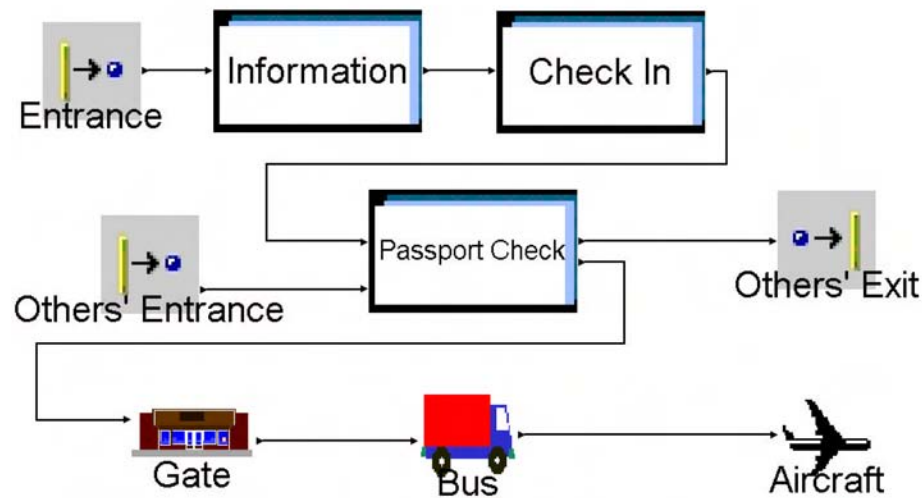 Entrance
Information
Check In
Passport Check
Others' Entrance
Others' Exit
Gate
Bus
Aircraft